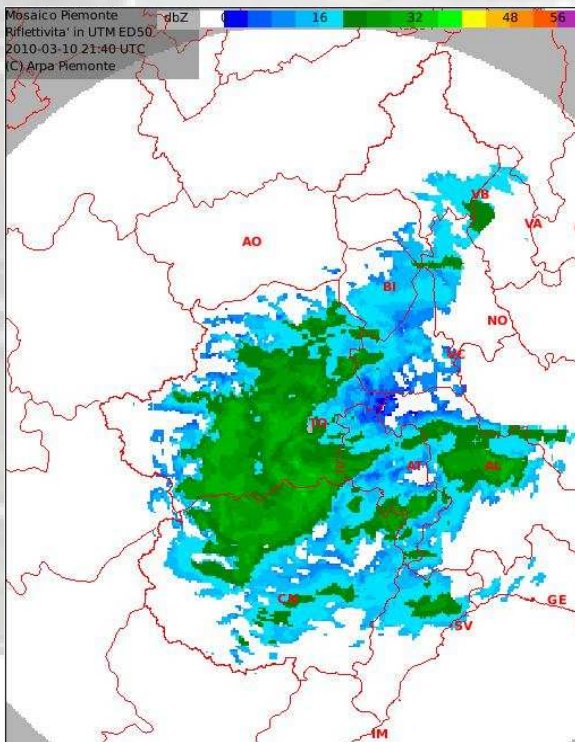 Mosaico Piemonte
Riflettivita' in UTM ED50
2010-03-10 21:40 UTC
(C) Arpa Piemonte
dbZ 0 16 32 48 56
VB
VA
AO
BI
NO
VC
TO
AT
AL
CN
GE
SV
IM